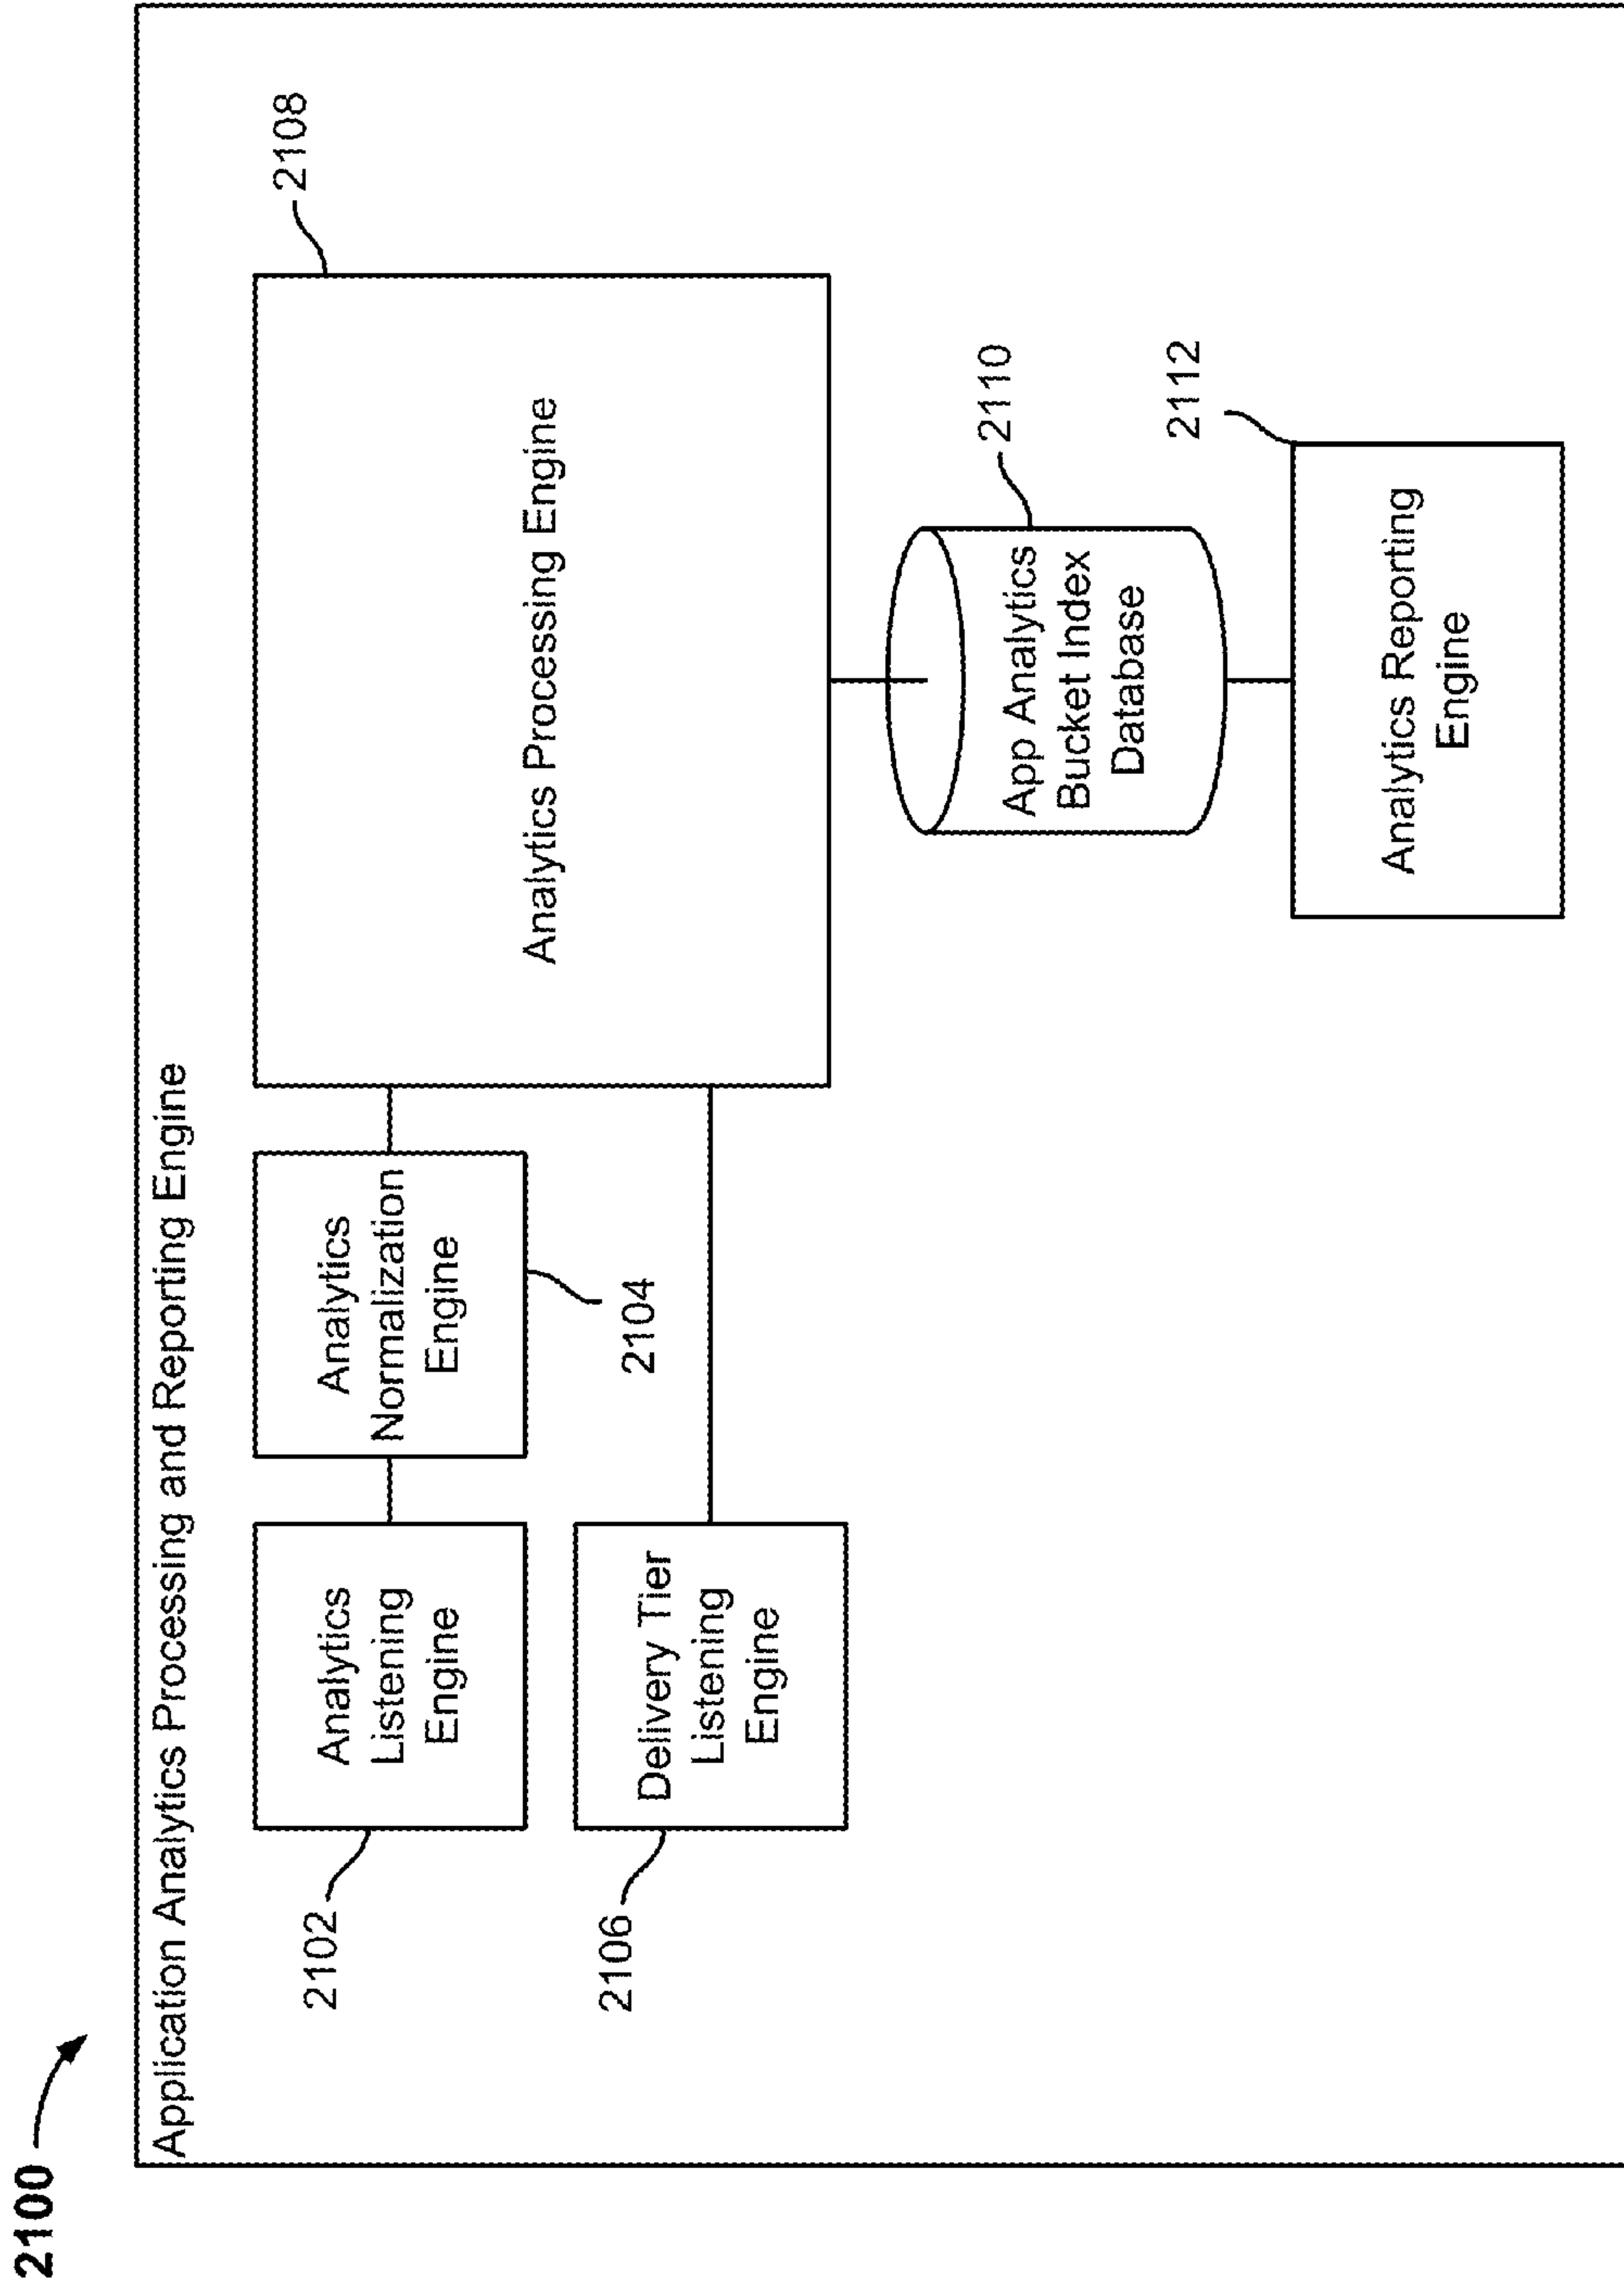 2100
Application Analytics Processing and Reporting Engine
2102
Analytics
Listening
Engine
Analytics
Normalization
Engine
2104
2106
Delivery Tier
Listening
Engine
2108
Analytics Processing Engine
2110
App Analytics
Bucket Index
Database
2112
Analytics Reporting
Engine